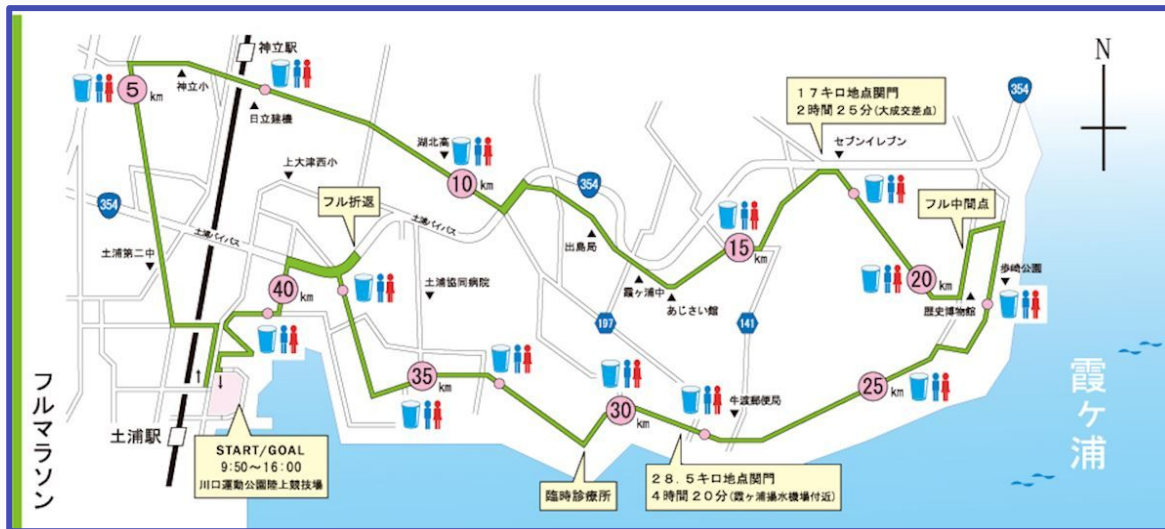 フルマラソン
神立駅
N
5 km
神立小
日立建機
湖北高
10 km
上大津西小
フル折返
354
土浦バイパス
土浦バイパス
土浦第二中
土浦協同病院
40 km
354
出島局
霞ヶ浦中
あじさい館
197
141
15 km
17キロ地点関門
2時間25分(大成交差点)
セブンイレブン
354
フル中間点
20 km
歴史博物館
歩崎公園
25 km
霞ヶ浦
牛渡郵便局
28.5キロ地点関門
4時間20分(霞ヶ浦揚水機場付近)
30 km
臨時診療所
35 km
土浦駅
START/GOAL
9:50〜16:00
川口運動公園陸上競技場